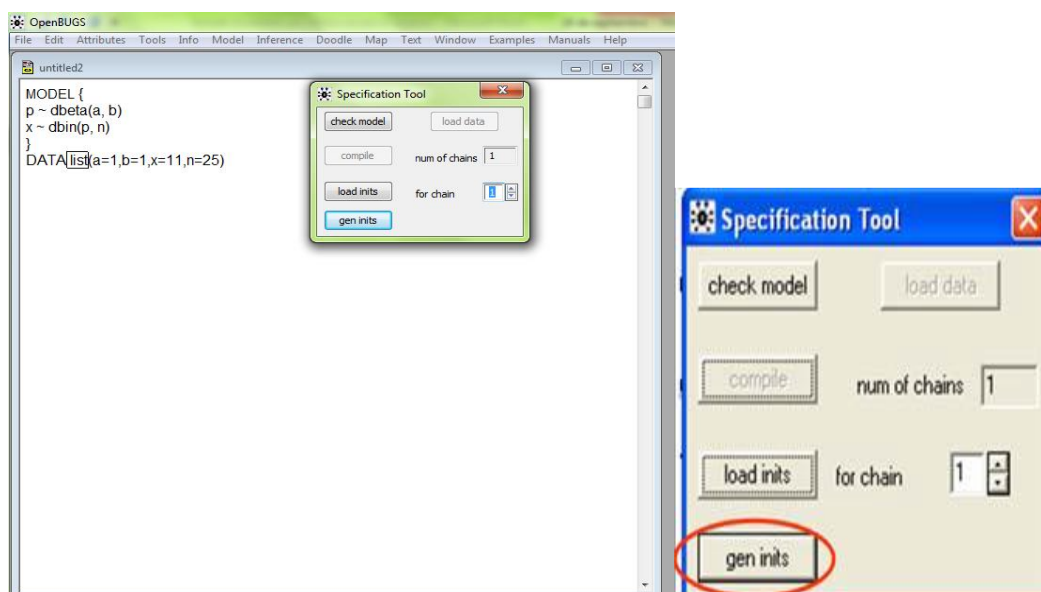 OpenBUGS
File Edit Attributes Tools Info Model Inference Doodle Map Text Window Examples Manuals Help
untitled2
MODEL {
p ~ dbeta(a, b)
x ~ dbin(p, n)
}
DATA list(a=1,b=1,x=11,n=25)
Specification Tool
check model load data
compile num of chains 1
load inits for chain 1
gen inits
Specification Tool
check model load data
compile num of chains 1
load inits for chain 1
gen inits